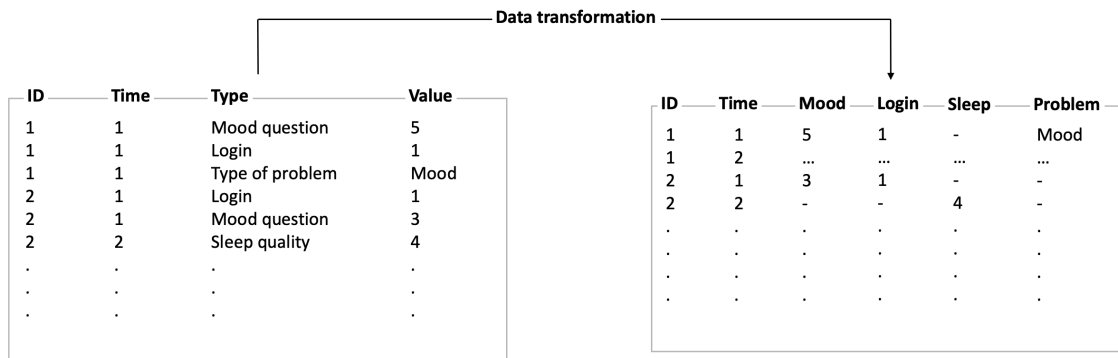 Data transformation
ID Time Type Value
1 1 Mood question 5
1 1 Login 1
1 1 Type of problem Mood
2 1 Login 1
2 1 Mood question 3
2 2 Sleep quality 4
. . . .
. . . .
. . . .
ID Time Mood Login Sleep Problem
1 1 5 1 - Mood
1 2 ... ... ... ...
2 1 3 1 - -
2 2 - - 4 -
. . . . . .
. . . . . .
. . . . . .
. . . . . .